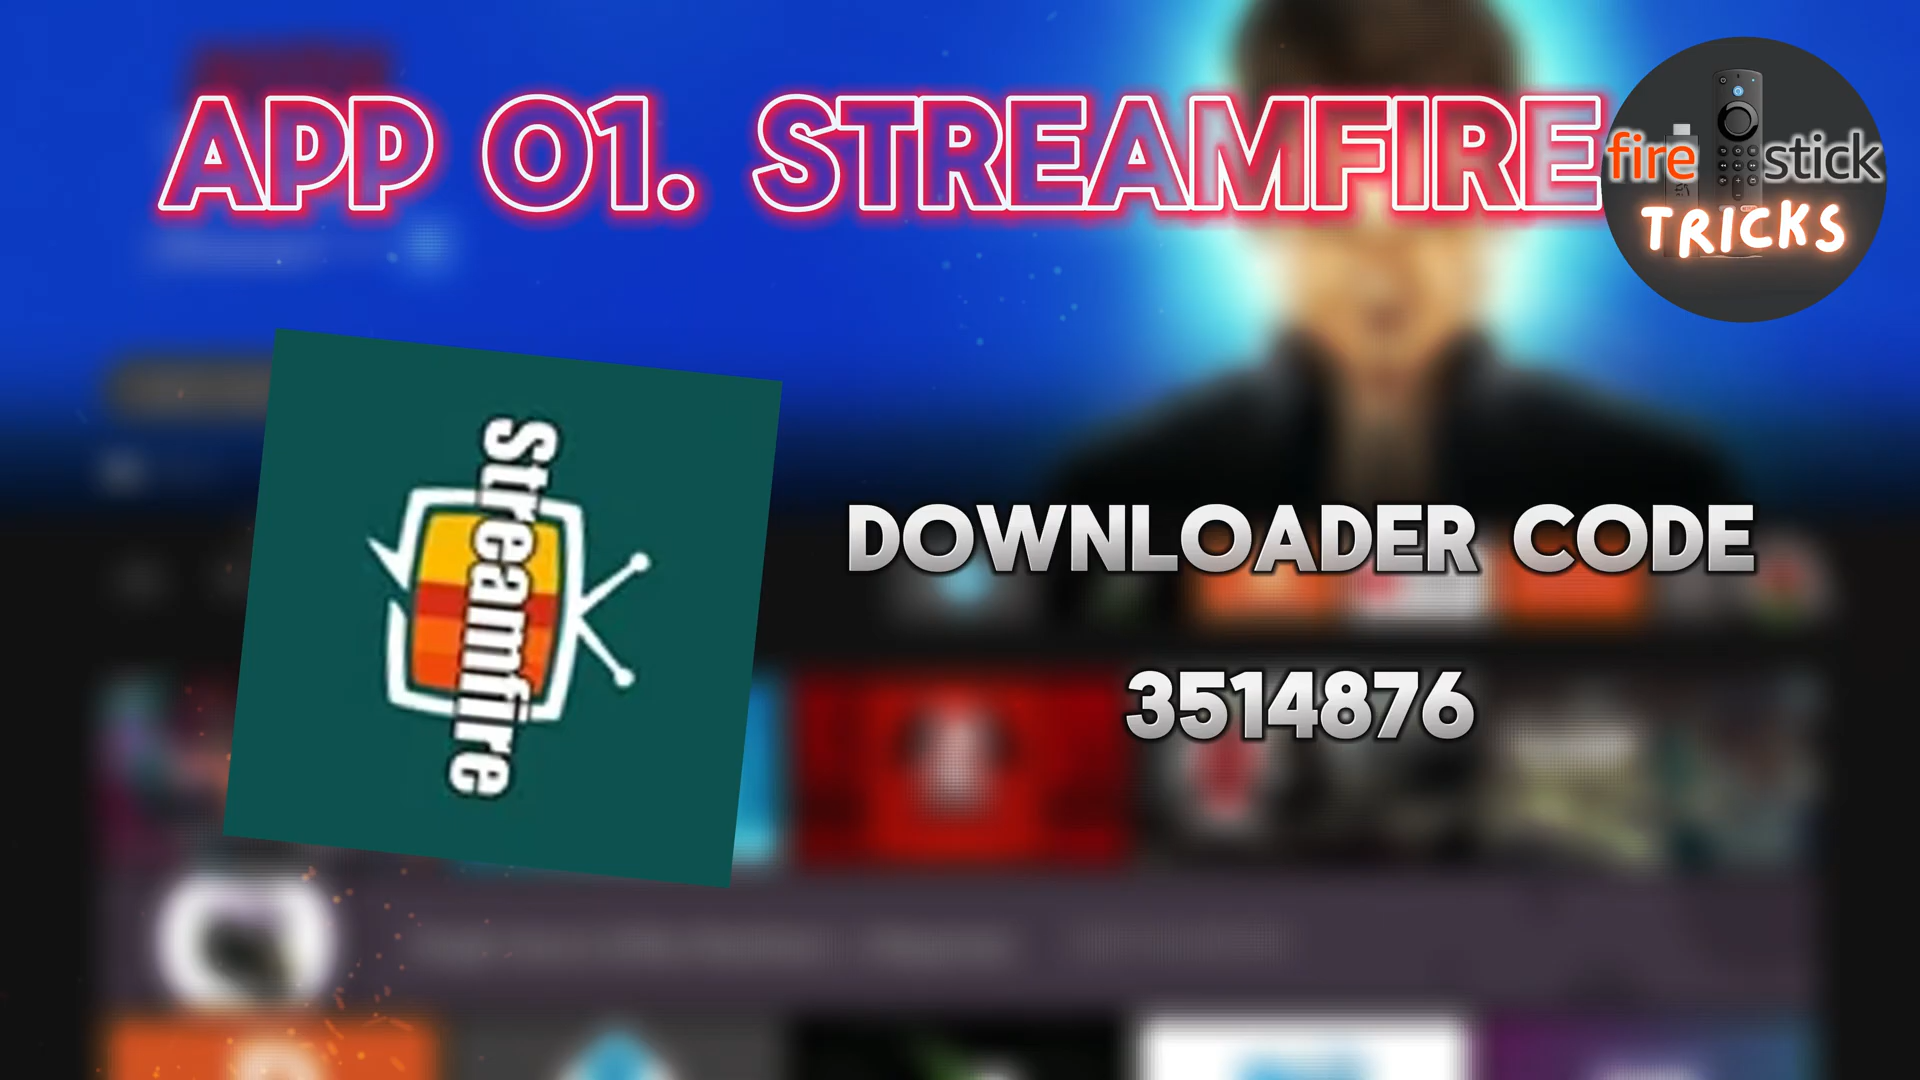 APP 01. STREAMFIRE
fire stick
TRICKS
Streamfire
DOWNLOADER CODE
3514876